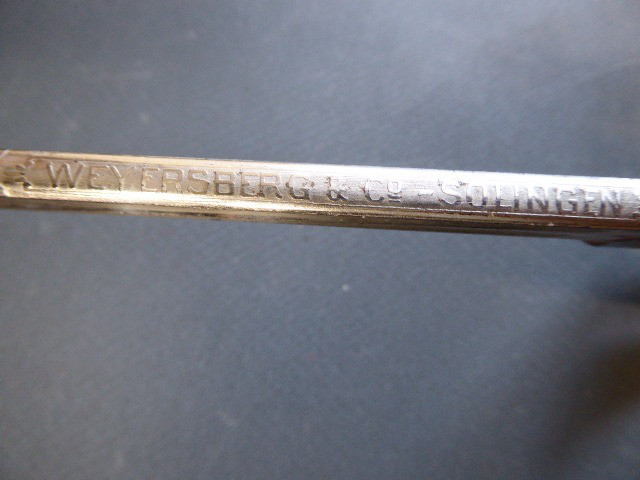 WEYERSBERG & Cº - SOLINGEN